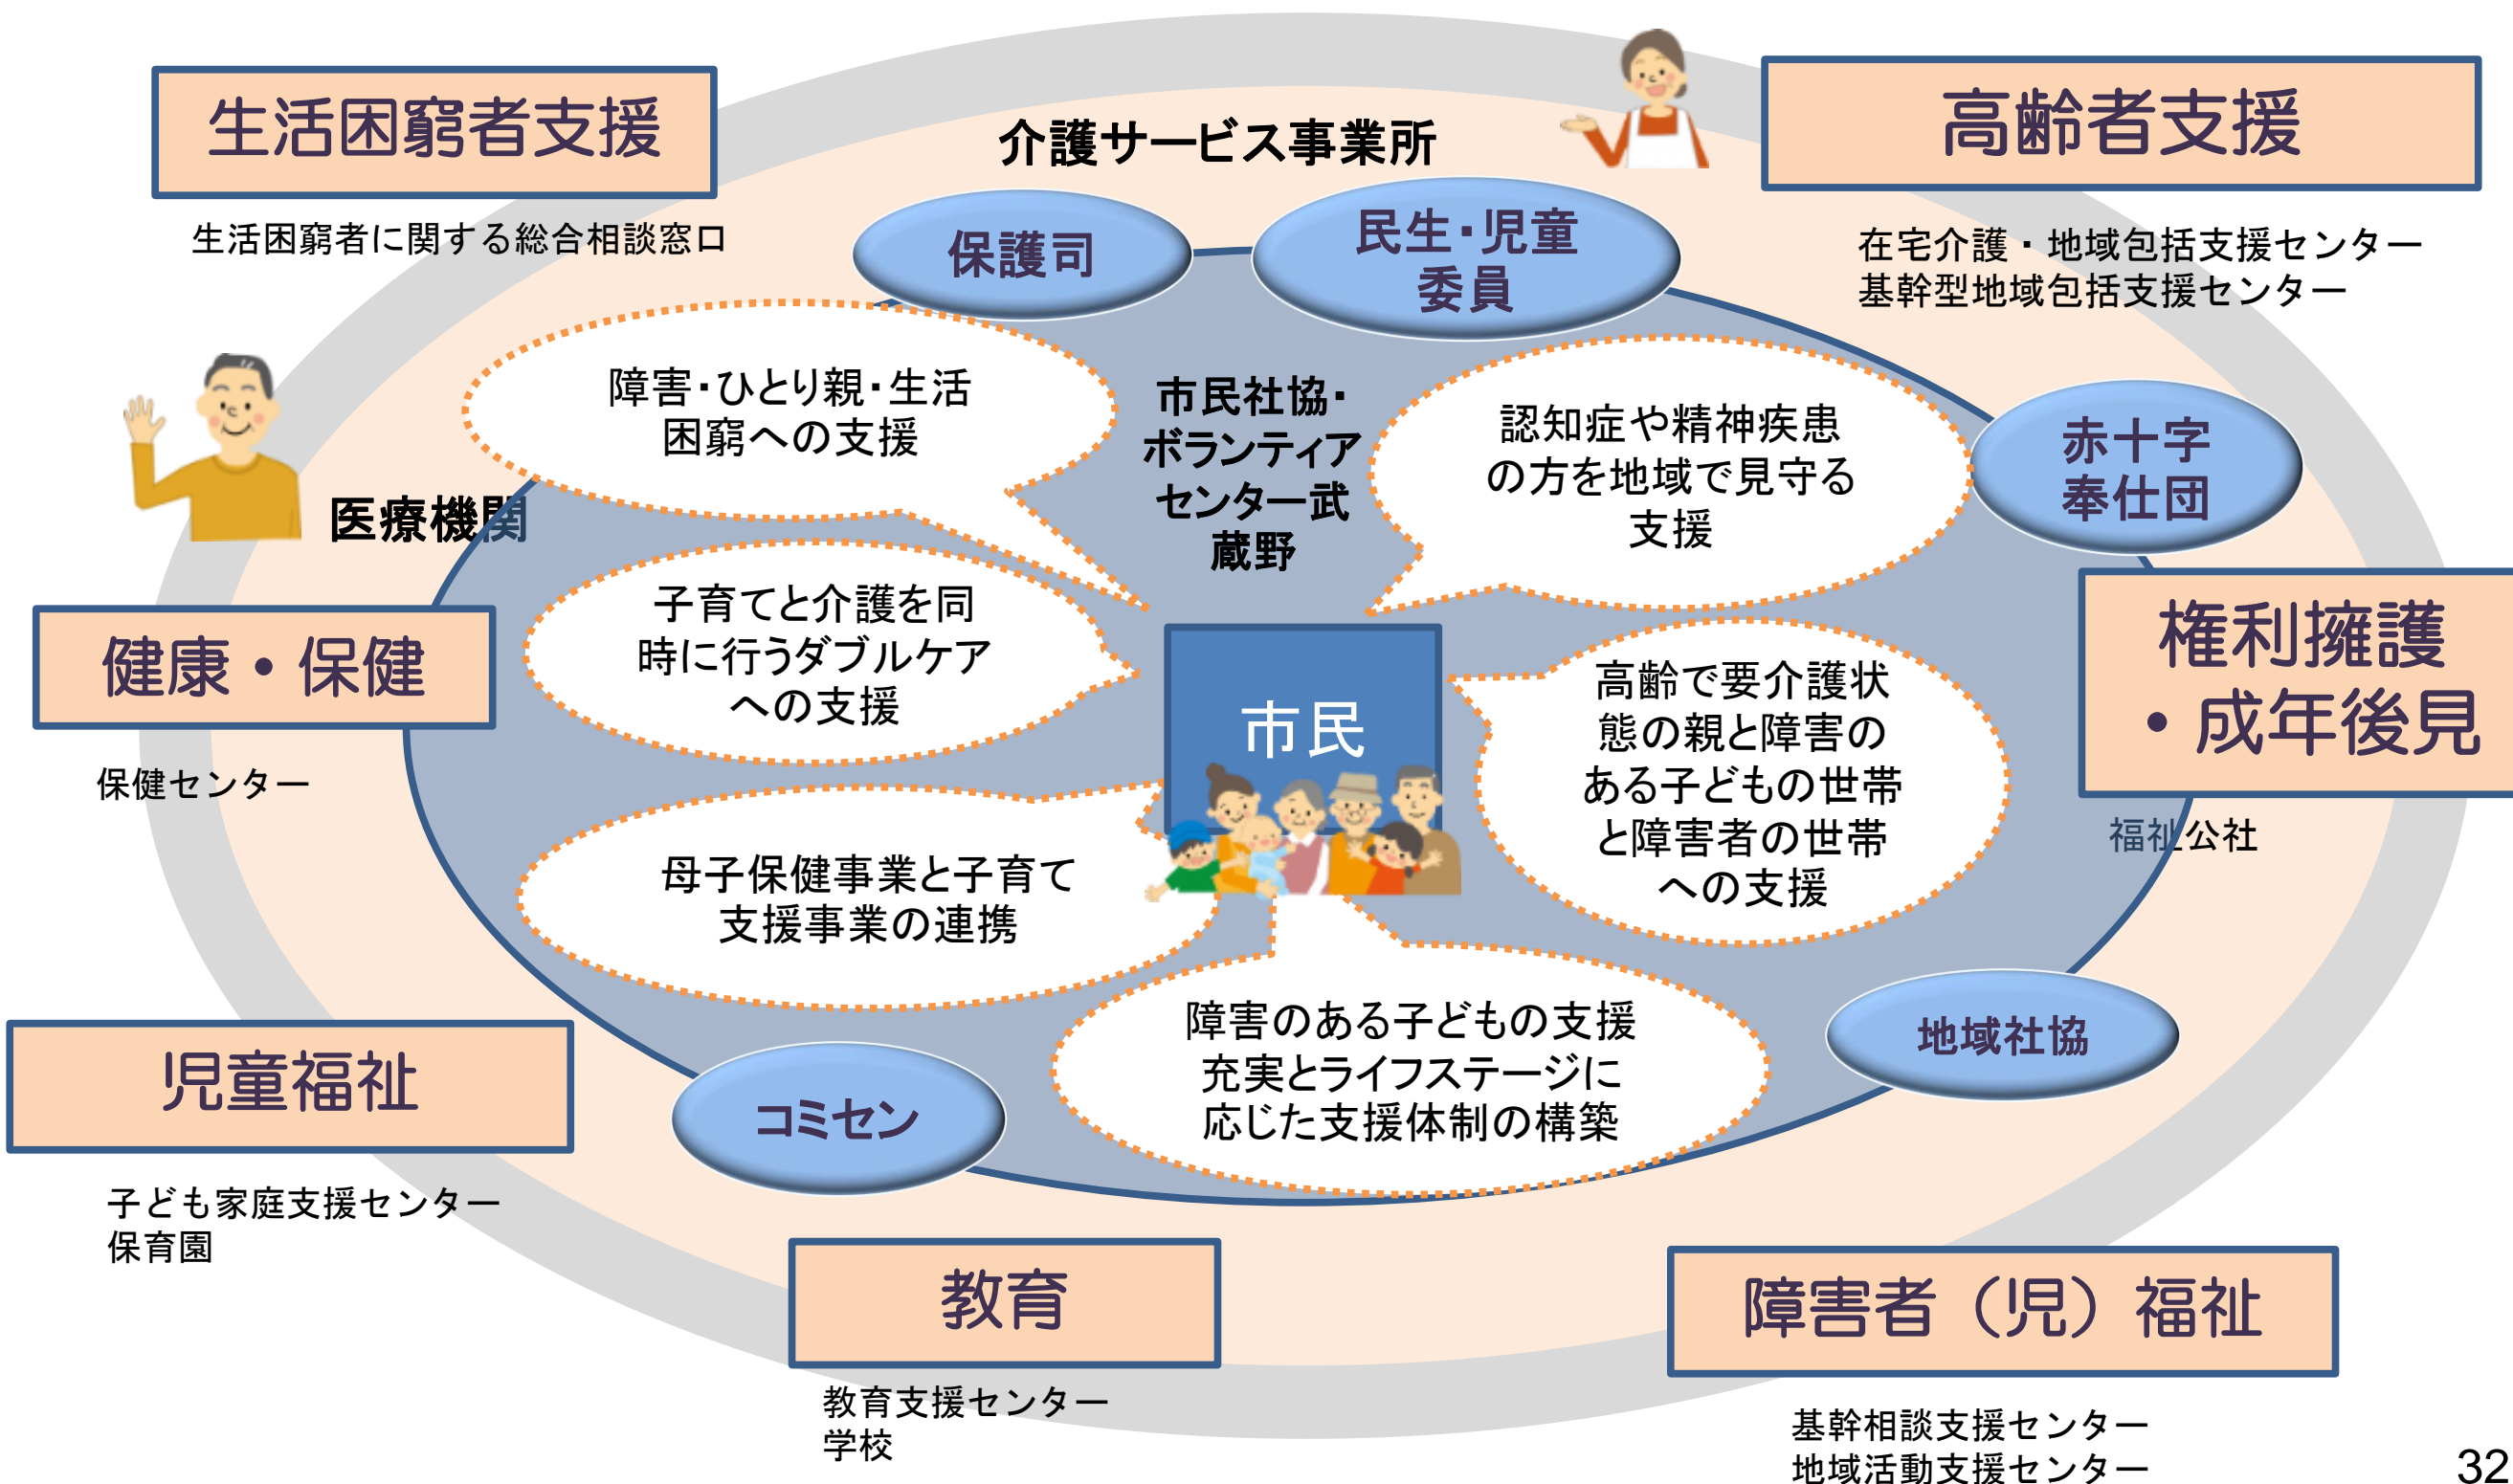 生活困窮者支援
生活困窮者に関する総合相談窓口
介護サービス事業所
高齢者支援
在宅介護・地域包括支援センター
基幹型地域包括支援センター
保護司
民生・児童
委員
障害・ひとり親・生活
困窮への支援
市民社協・
ボランティア
センター武
蔵野
認知症や精神疾患
の方を地域で見守る
支援
赤十字
奉仕団
医療機関
健康・保健
保健センター
子育てと介護を同
時に行うダブルケア
への支援
市民
高齢で要介護状
態の親と障害の
ある子どもの世帯
と障害者の世帯
への支援
権利擁護
・成年後見
福祉公社
母子保健事業と子育て
支援事業の連携
障害のある子どもの支援
充実とライフステージに
応じた支援体制の構築
地域社協
コミセン
児童福祉
子ども家庭支援センター
保育園
教育
教育支援センター
学校
障害者（児）福祉
基幹相談支援センター
地域活動支援センター
32